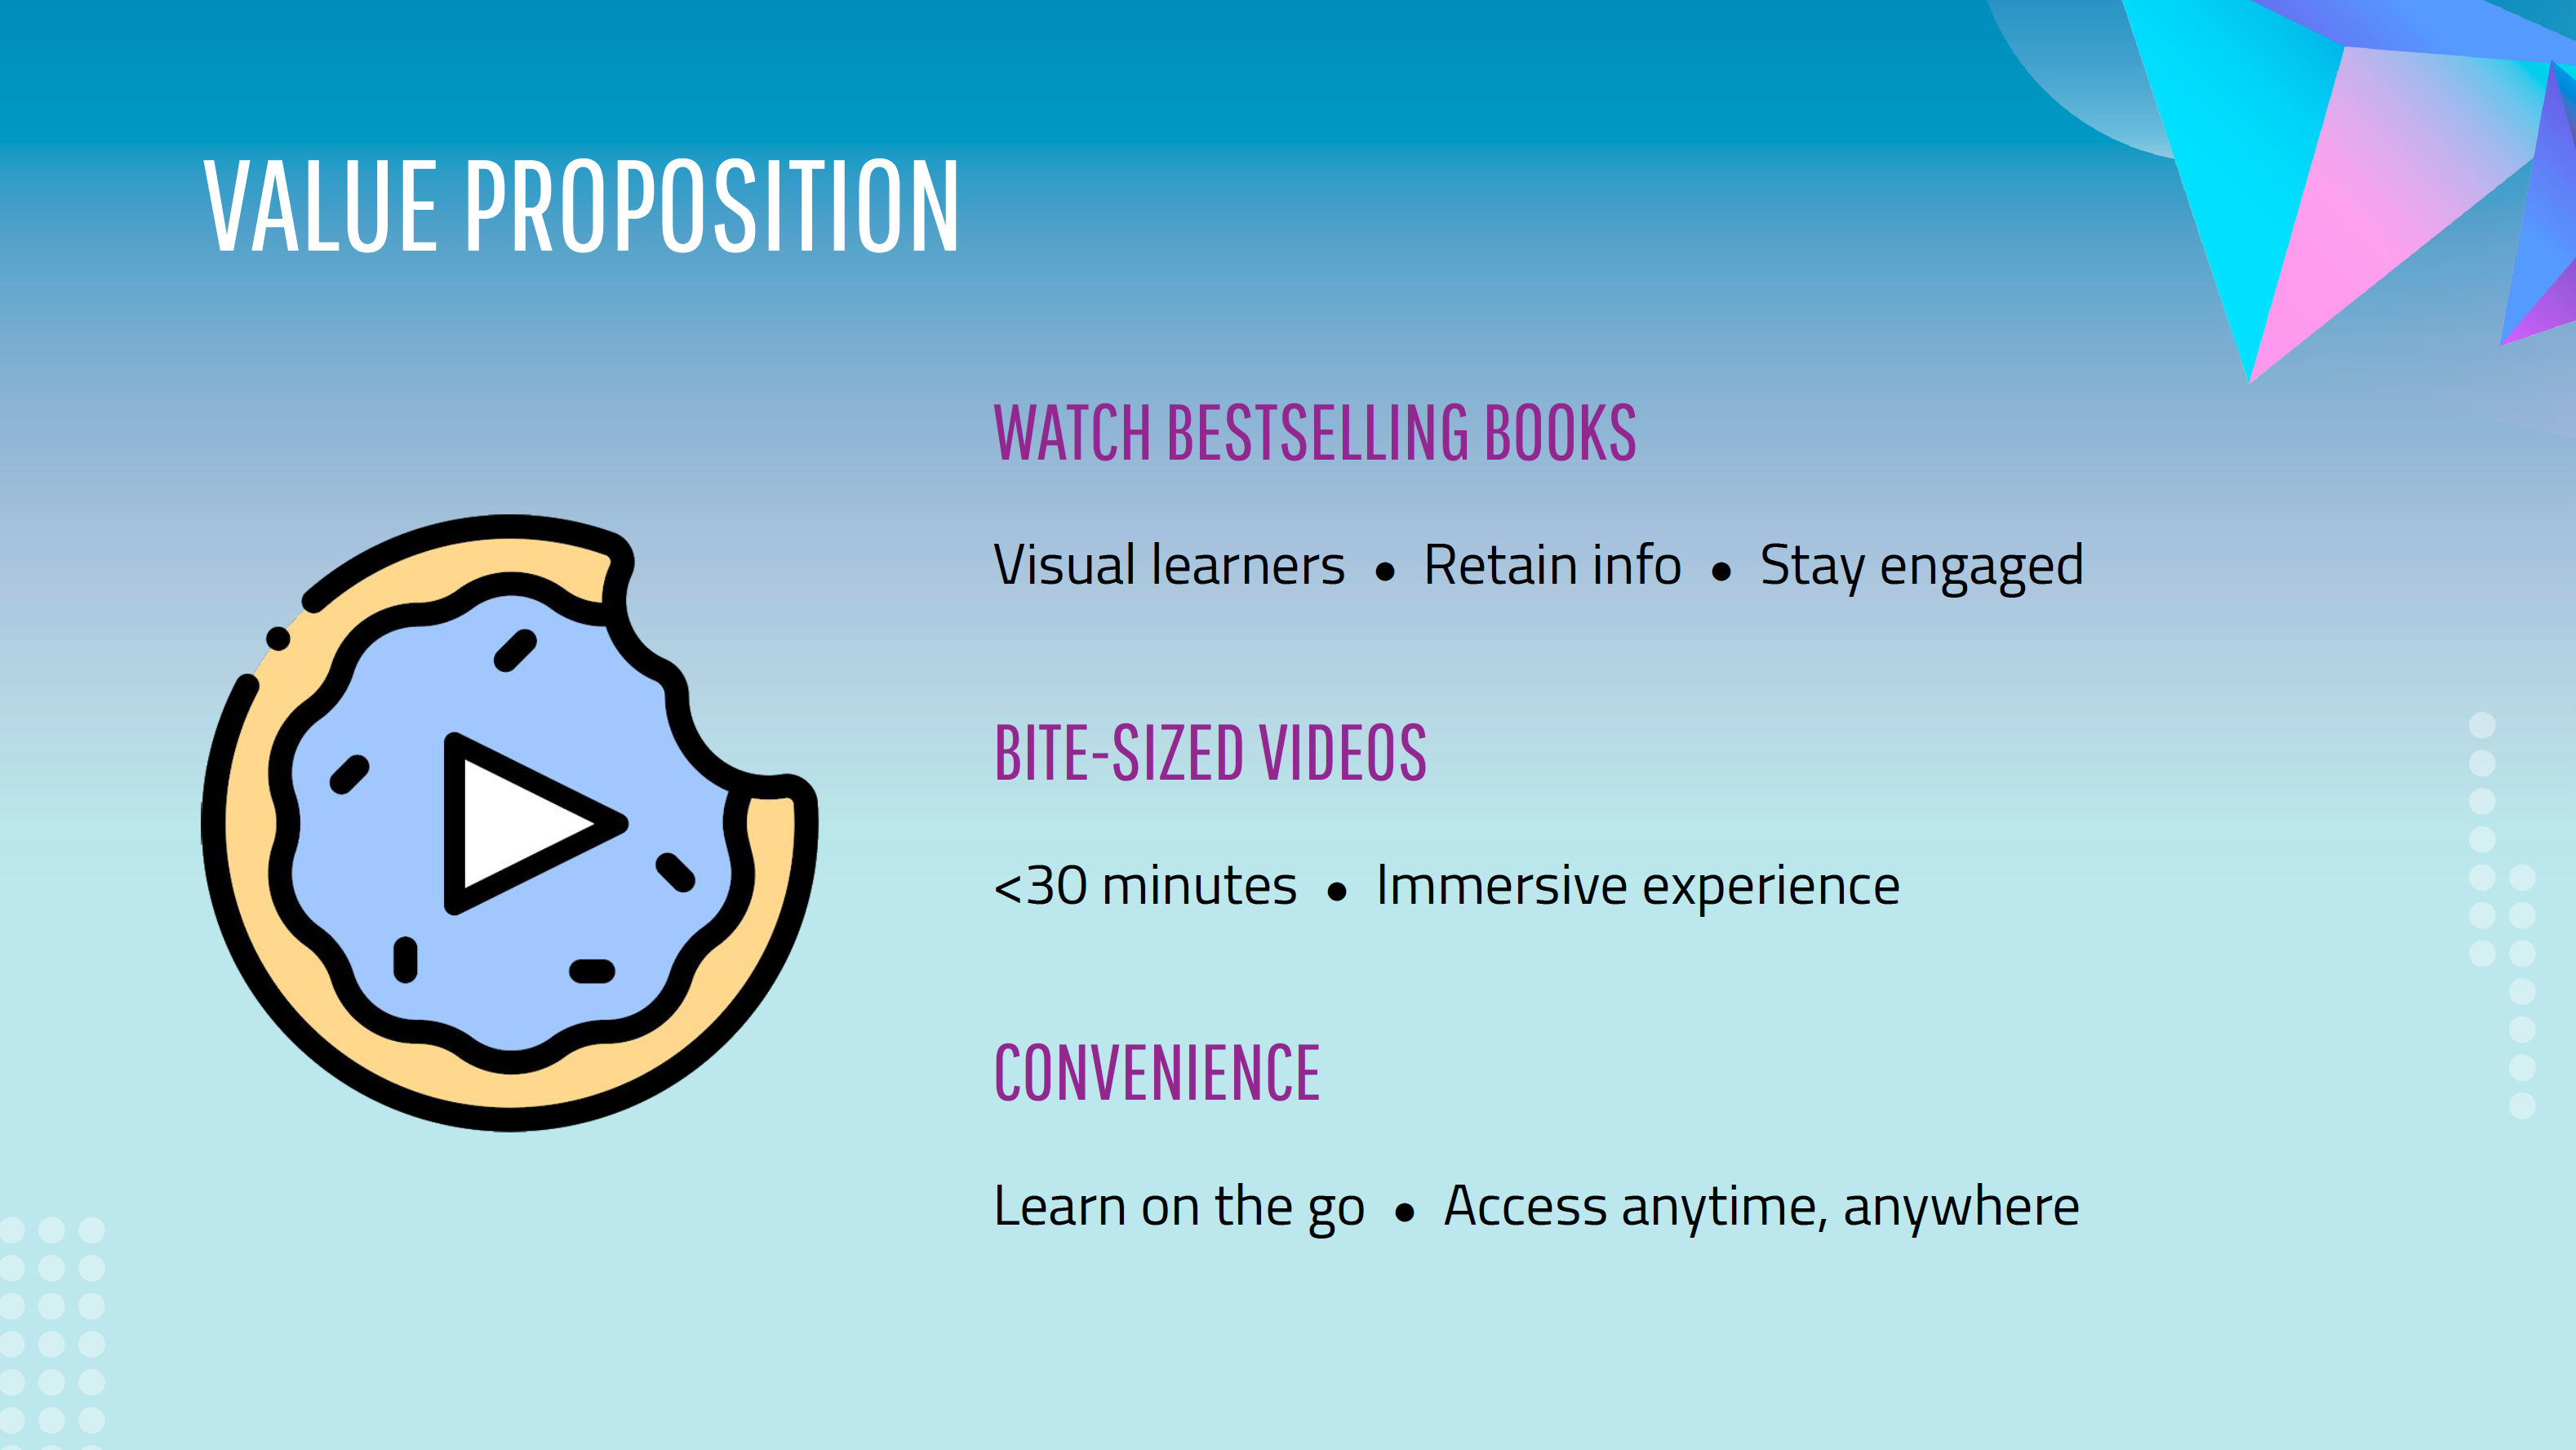 VALUE PROPOSITION
WATCH BESTSELLING BOOKS
Visual learners ● Retain info ● Stay engaged
BITE-SIZED VIDEOS
<30 minutes ● Immersive experience
CONVENIENCE
Learn on the go ● Access anytime, anywhere